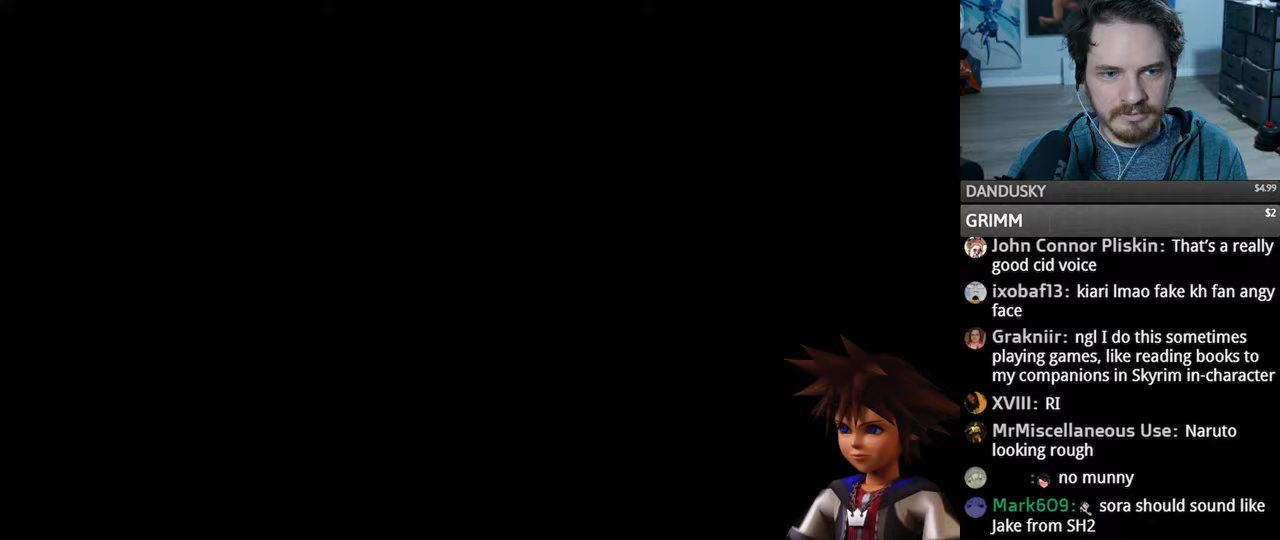 DANDUSKY $4.99
GRIMM $2
John Connor Pliskin: That's a really
good cid voice
ixobaf13: kiari lmao fake kh fan angy
face
Grakniir: ngl I do this sometimes
playing games, like reading books to
my companions in Skyrim in-character
XVIII: RI
MrMiscellaneous Use: Naruto
looking rough
: no munny
Mark609: sora should sound like
Jake from SH2